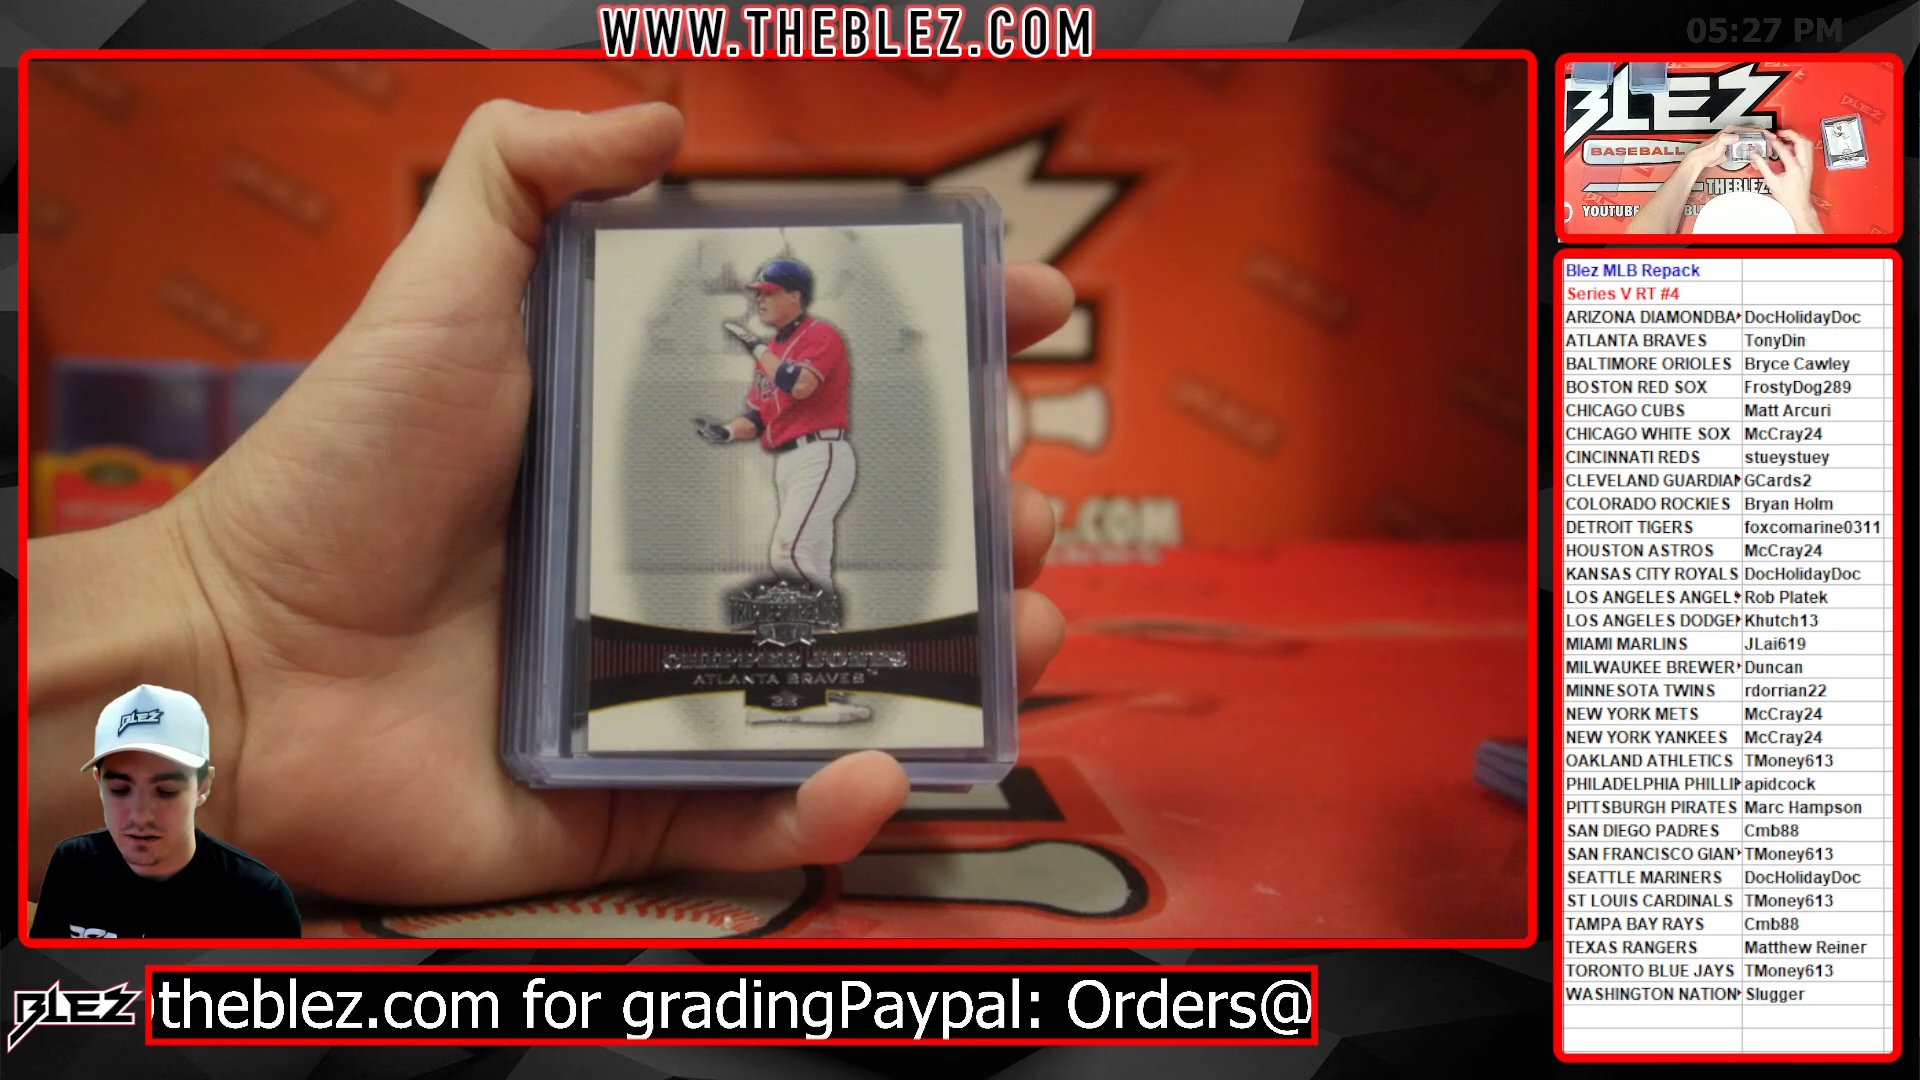 WWW.THEBLEZ.COM
05:27 PM
BLEZ
BASEBALL
THEBLEZ
YOUTUBE
CHIPPER JONES
ATLANTA BRAVES
3B
BLEZ
Blez MLB Repack
Series V RT #4
ARIZONA DIAMONDBA DocHolidayDoc
ATLANTA BRAVES TonyDin
BALTIMORE ORIOLES Bryce Cawley
BOSTON RED SOX FrostyDog289
CHICAGO CUBS Matt Arcuri
CHICAGO WHITE SOX McCray24
CINCINNATI REDS stueystuey
CLEVELAND GUARDIAN GCards2
COLORADO ROCKIES Bryan Holm
DETROIT TIGERS foxcomarine0311
HOUSTON ASTROS McCray24
KANSAS CITY ROYALS DocHolidayDoc
LOS ANGELES ANGELS Rob Platek
LOS ANGELES DODGE Khutch13
MIAMI MARLINS JLai619
MILWAUKEE BREWER Duncan
MINNESOTA TWINS rdorrian22
NEW YORK METS McCray24
NEW YORK YANKEES McCray24
OAKLAND ATHLETICS TMoney613
PHILADELPHIA PHILLI apidcock
PITTSBURGH PIRATES Marc Hampson
SAN DIEGO PADRES Cmb88
SAN FRANCISCO GIAN TMoney613
SEATTLE MARINERS DocHolidayDoc
ST LOUIS CARDINALS TMoney613
TAMPA BAY RAYS Cmb88
TEXAS RANGERS Matthew Reiner
TORONTO BLUE JAYS TMoney613
WASHINGTON NATION Slugger
BLEZ
theblez.com for gradingPaypal: Orders@